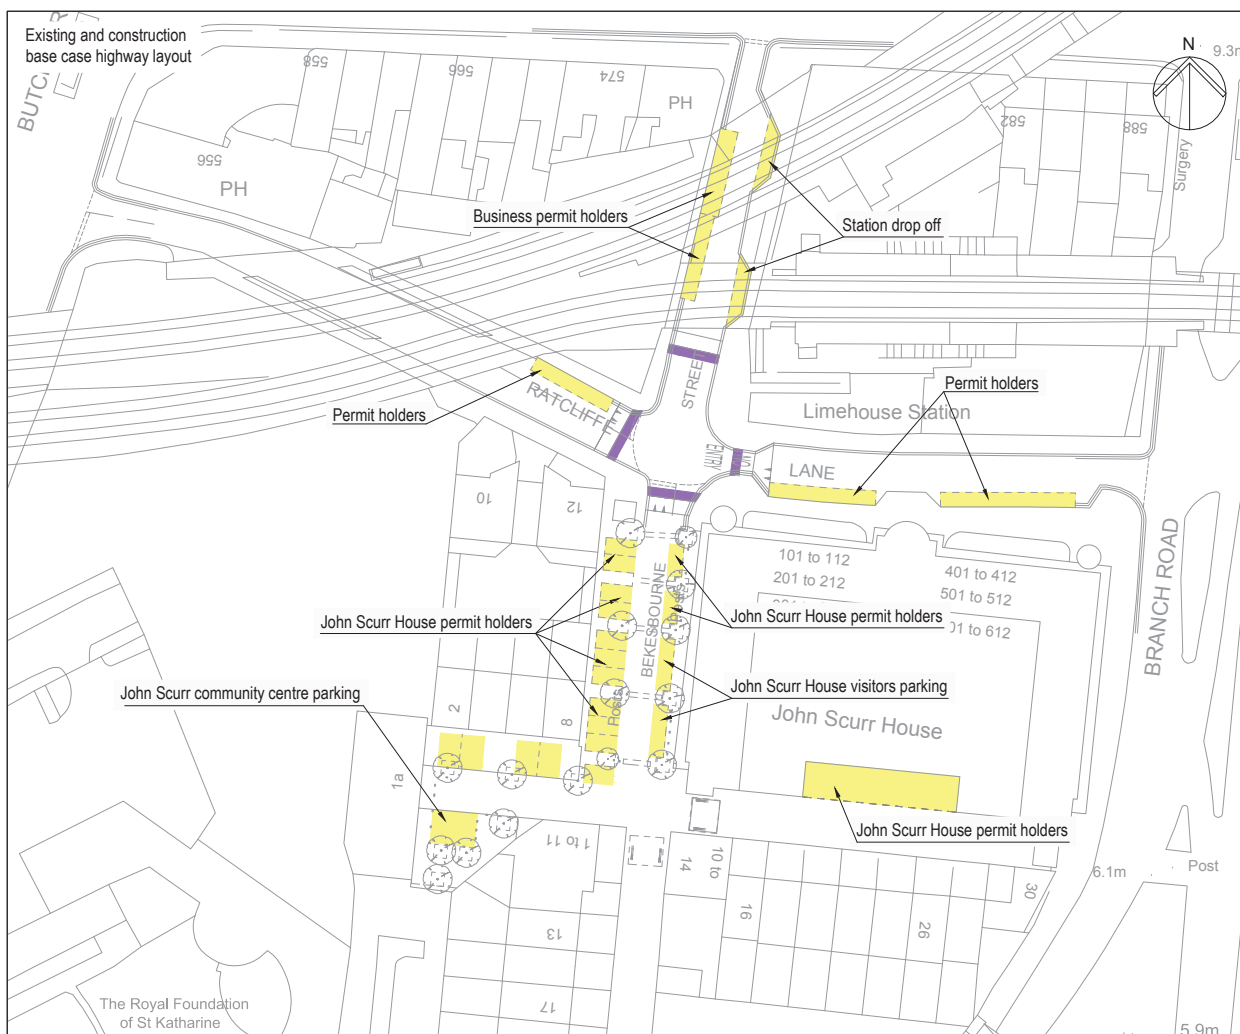 Existing and construction
base case highway layout
N
9.3m
558
566
574
PH
582
588
Surgery
556
PH
Business permit holders
Station drop off
STREET
Permit holders
RATCLIFFE
Permit holders
Limehouse Station
NO
ENTRY
LANE
10
12
101 to 112
201 to 212
401 to 412
501 to 512
BEKESBOURNE
Posts
John Scurr House permit holders
John Scurr House permit holders
BRANCH ROAD
John Scurr community centre parking
John Scurr House visitors parking
John Scurr House
2
8
Posts
1a
John Scurr House permit holders
1 to 11
10 to
14
6.1m
Post
16
26
30
13
17
The Royal Foundation
of St Katharine
5.9m